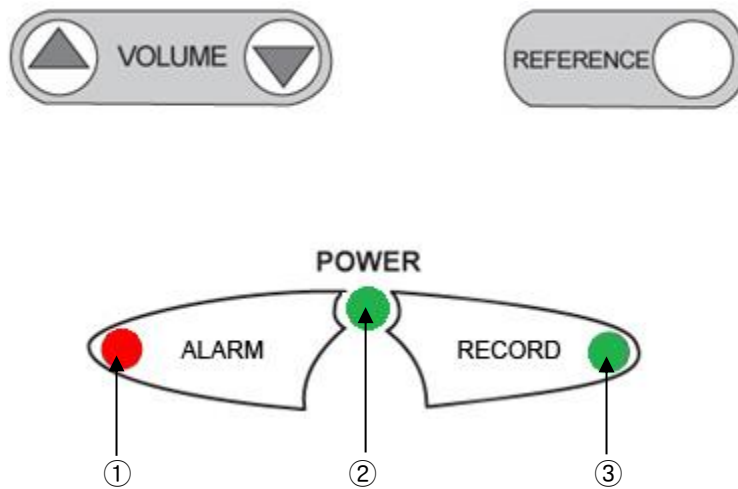 VOLUME
REFERENCE
POWER
ALARM
RECORD
① ② ③